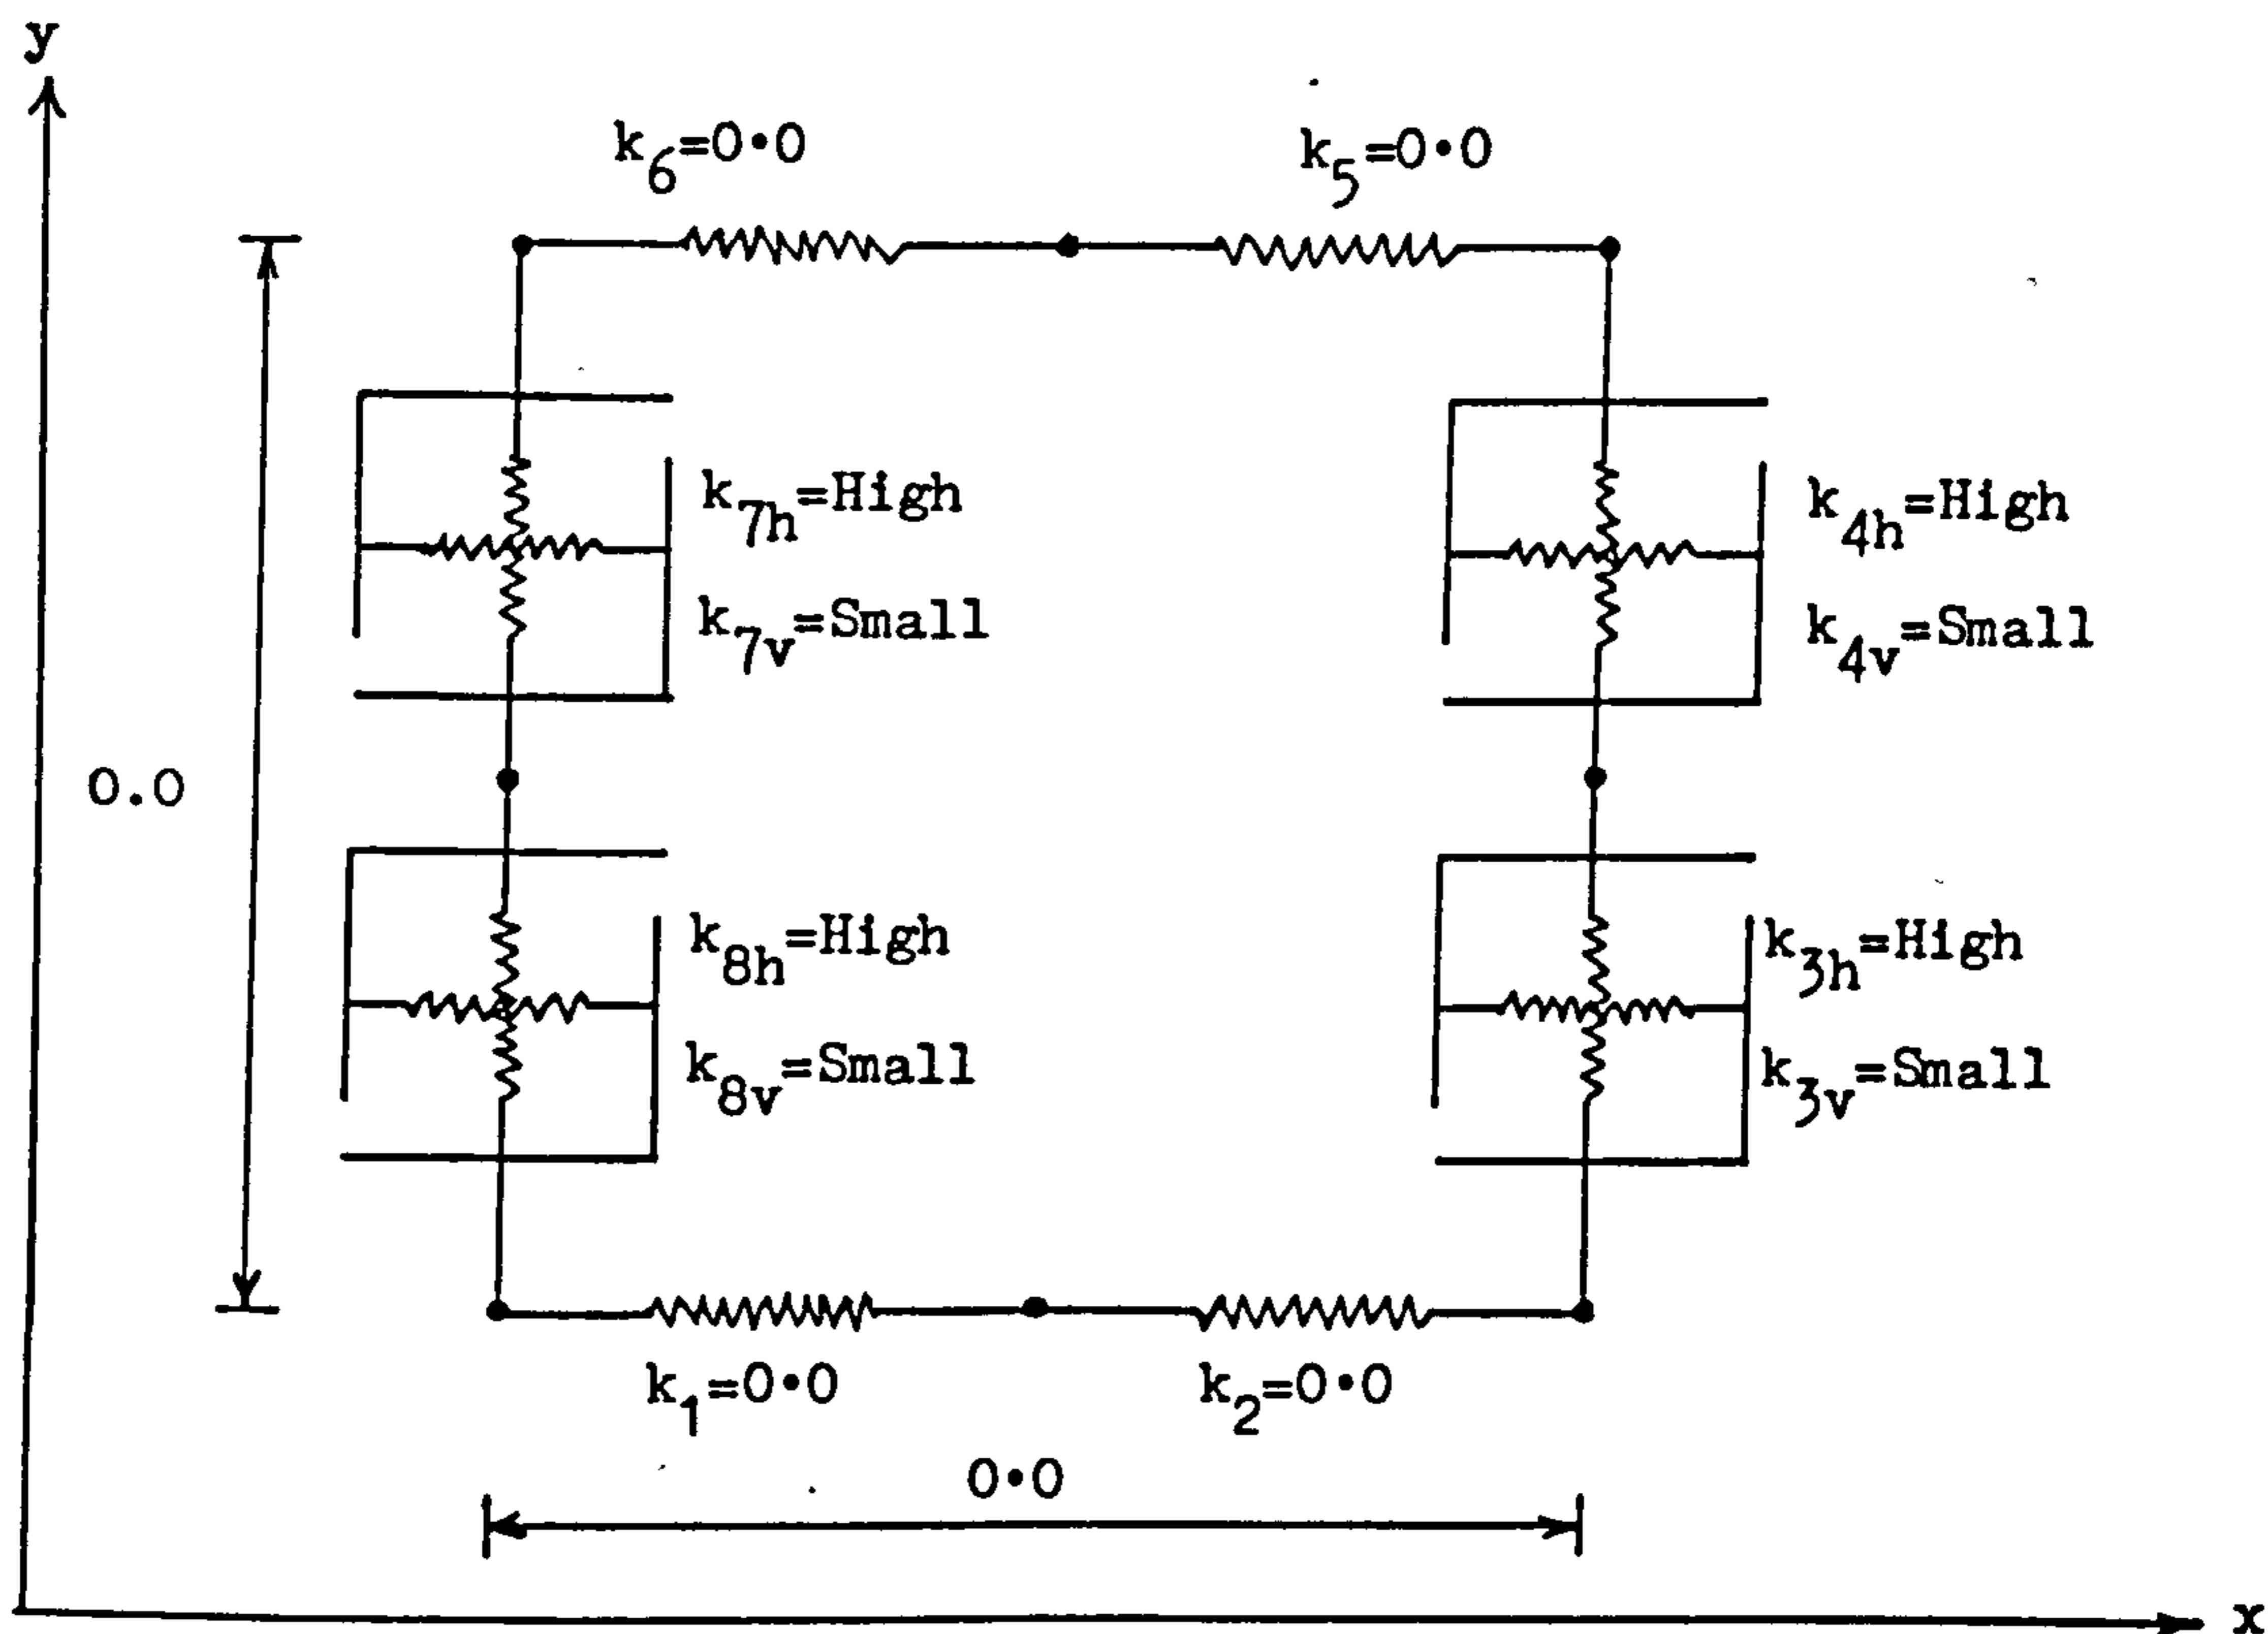 y
k6=0·0
k5=0·0
k7h=High
k4h=High
k7v=Small
k4v=Small
0.0
k8h=High
k3h=High
k8v=Small
k3v=Small
k1=0·0
k2=0·0
0·0
x